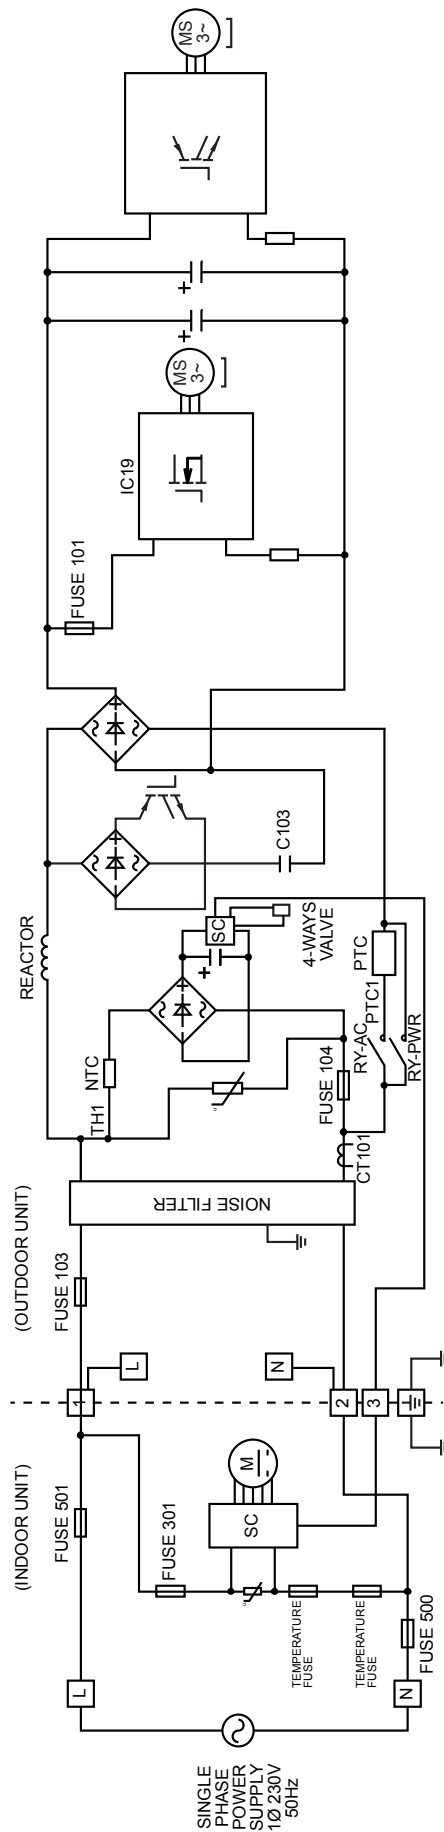 (INDOOR UNIT)
(OUTDOOR UNIT)
SINGLE
PHASE
POWER
SUPPLY
1Ø 230V
50Hz
L
N
FUSE 501
FUSE 500
FUSE 301
TEMPERATURE
FUSE
TEMPERATURE
FUSE
SC
M
1
2
3
L
N
FUSE 103
NOISE FILTER
CT101
FUSE 104
TH1
NTC
REACTOR
RY-AC
RY-PWR
PTC1
PTC
+
SC
4-WAYS
VALVE
+
C103
+
FUSE 101
IC19
MS
3~
+
+
MS
3~